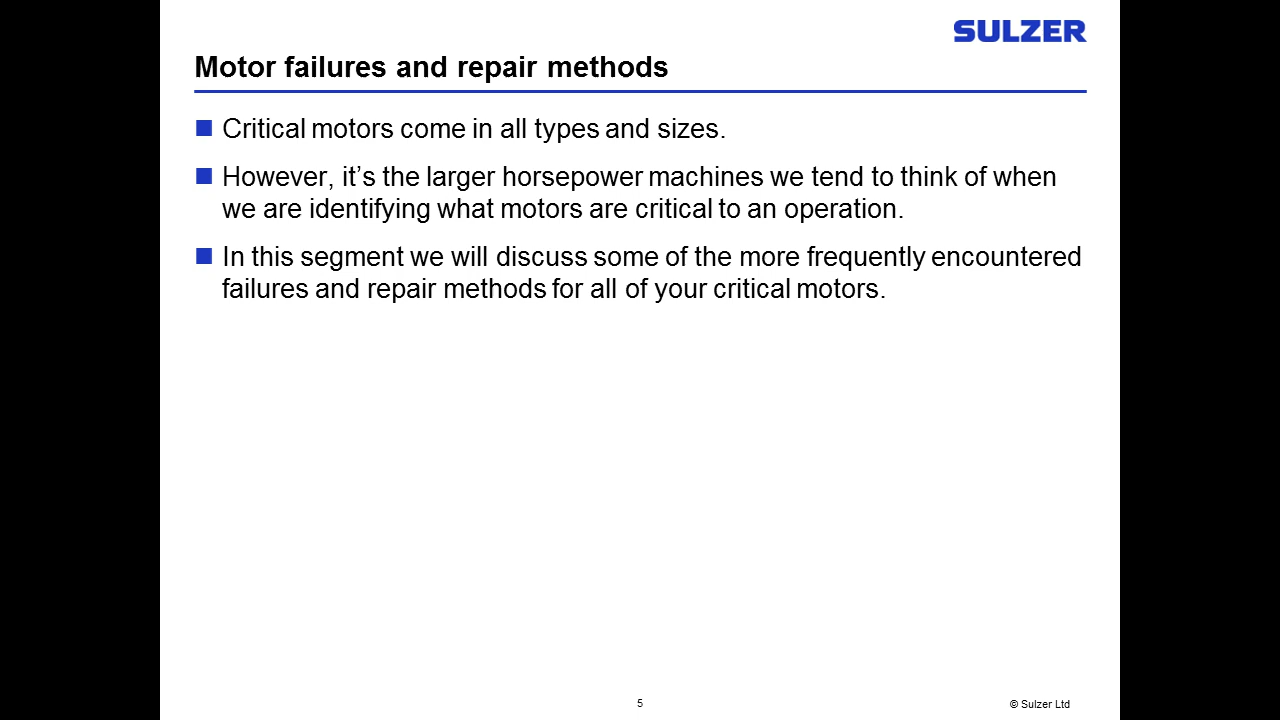 SULZER
Motor failures and repair methods
Critical motors come in all types and sizes.
However, it’s the larger horsepower machines we tend to think of when
we are identifying what motors are critical to an operation.
In this segment we will discuss some of the more frequently encountered
failures and repair methods for all of your critical motors.
5
© Sulzer Ltd